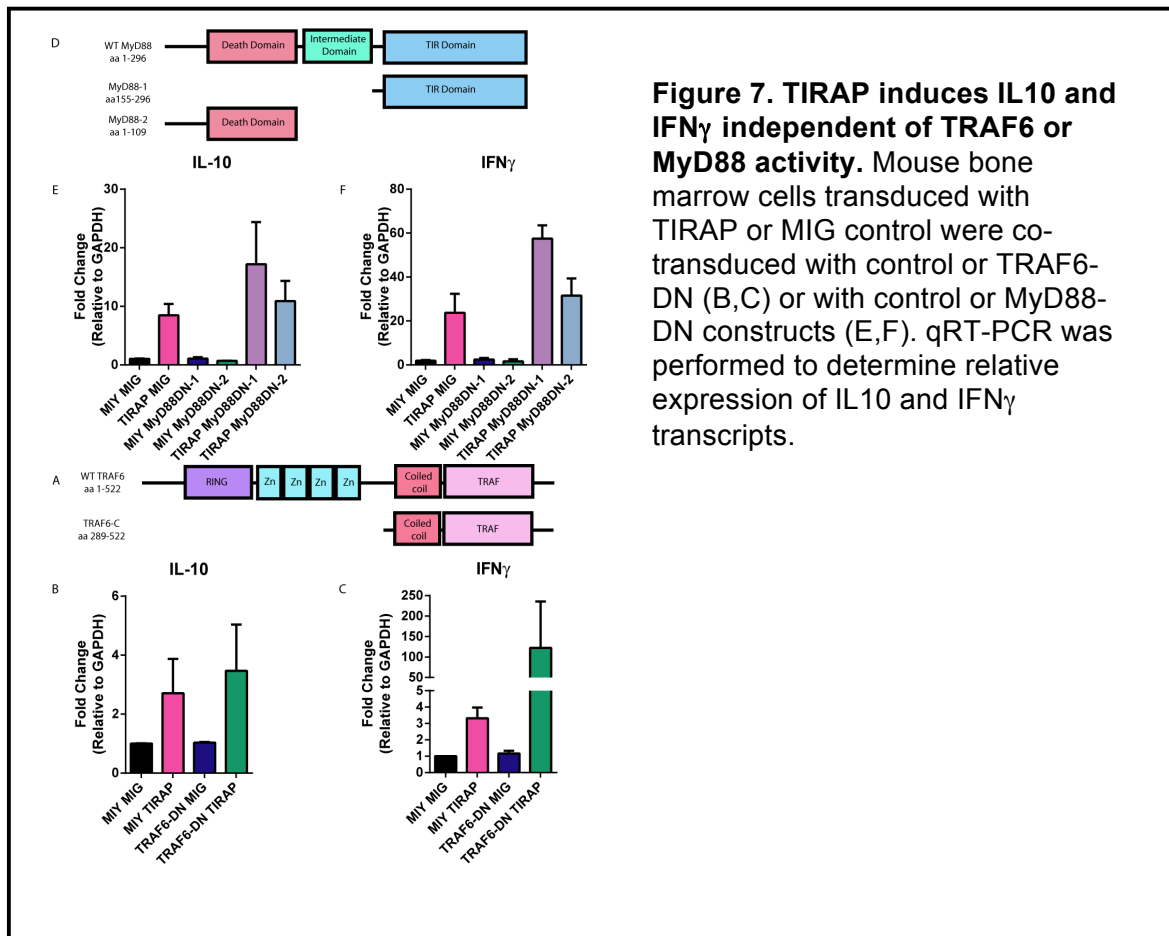 D
WT MyD88
aa 1-296
Death Domain
Intermediate
Domain
TIR Domain
MyD88-1
aa155-296
TIR Domain
MyD88-2
aa 1-109
Death Domain
E
IL-10
Fold Change
(Relative to GAPDH)
30
20
10
0
MIY MIG
TIRAP MIG
MIY MyD88DN-1
MIY MyD88DN-2
TIRAP MyD88DN-1
TIRAP MyD88DN-2
F
IFNγ
Fold Change
(Relative to GAPDH)
80
60
40
20
0
MIY MIG
TIRAP MIG
MIY MyD88DN-1
MIY MyD88DN-2
TIRAP MyD88DN-1
TIRAP MyD88DN-2
A
WT TRAF6
aa 1-522
RING
Zn
Zn
Zn
Zn
Coiled
coil
TRAF
TRAF6-C
aa 289-522
Coiled
coil
TRAF
B
IL-10
Fold Change
(Relative to GAPDH)
6
4
2
0
MIY MIG
MIY TIRAP
TRAF6-DN MIG
TRAF6-DN TIRAP
C
IFNγ
Fold Change
(Relative to GAPDH)
250
200
150
100
50
5
4
3
2
1
0
MIY MIG
MIY TIRAP
TRAF6-DN MIG
TRAF6-DN TIRAP
Figure 7. TIRAP induces IL10 and
IFNγ independent of TRAF6 or
MyD88 activity. Mouse bone
marrow cells transduced with
TIRAP or MIG control were co-
transduced with control or TRAF6-
DN (B,C) or with control or MyD88-
DN constructs (E,F). qRT-PCR was
performed to determine relative
expression of IL10 and IFNγ
transcripts.